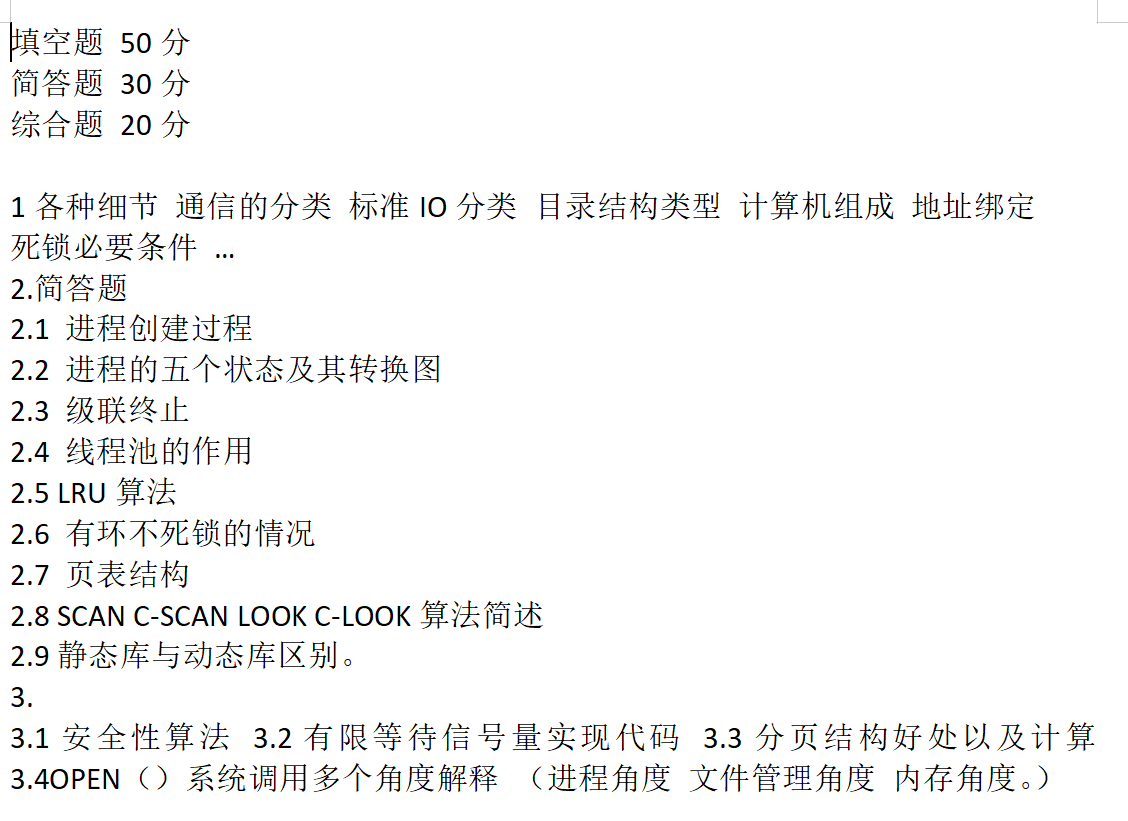 填空题 50 分
简答题 30 分
综合题 20 分
1 各种细节 通信的分类 标准 IO 分类 目录结构类型 计算机组成 地址绑定
死锁必要条件 ...
2.简答题
2.1 进程创建过程
2.2 进程的五个状态及其转换图
2.3 级联终止
2.4 线程池的作用
2.5 LRU 算法
2.6 有环不死锁的情况
2.7 页表结构
2.8 SCAN C-SCAN LOOK C-LOOK 算法简述
2.9 静态库与动态库区别。
3.
3.1 安全性算法 3.2 有限等待信号量实现代码 3.3 分页结构好处以及计算
3.4OPEN（）系统调用多个角度解释 （进程角度 文件管理角度 内存角度。）